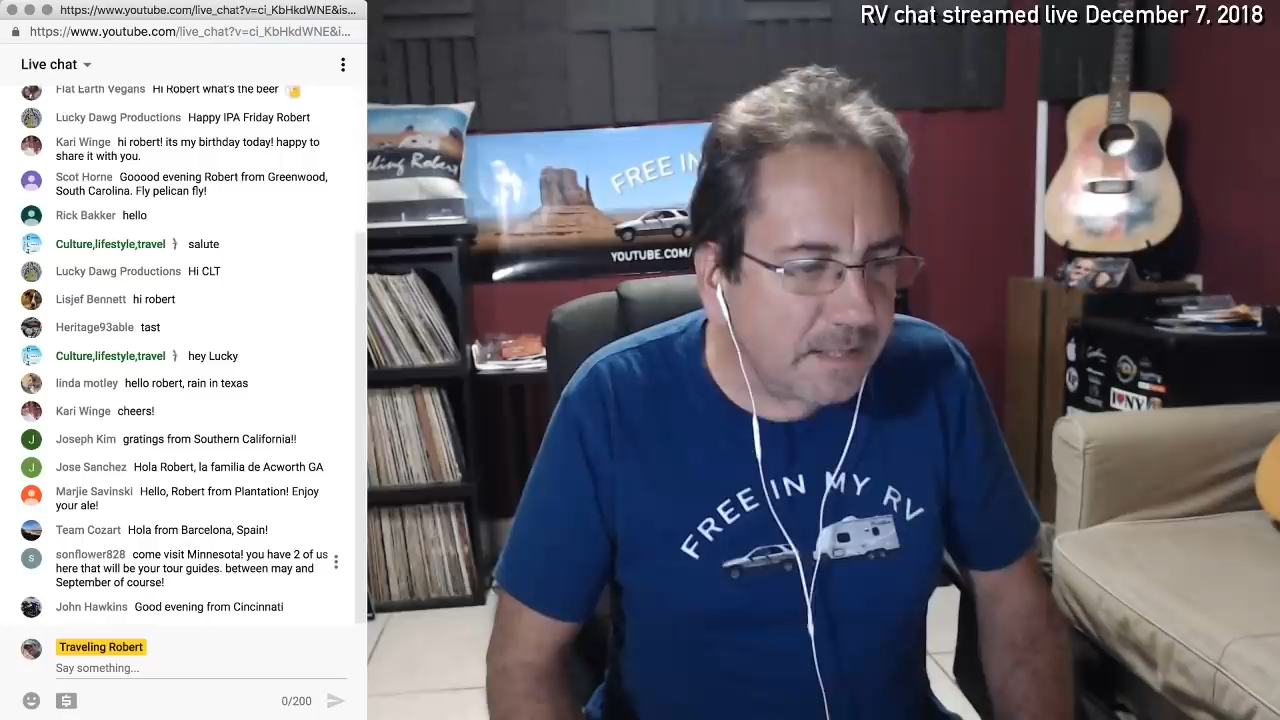 https://www.youtube.com/live_chat?v=ci_KbHkdWNE&is...
https://www.youtube.com/live_chat?v=ci_KbHkdWNE&i...
RV chat streamed live December 7, 2018
Live chat
Flat Earth Vegans Hi Robert what's the beer
Lucky Dawg Productions Happy IPA Friday Robert
Kari Winge hi robert! its my birthday today! happy to
share it with you.
Scot Horne Gooood evening Robert from Greenwood,
South Carolina. Fly pelican fly!
Rick Bakker hello
Culture,lifestyle,travel salute
Lucky Dawg Productions Hi CLT
Lisjef Bennett hi robert
Heritage93able tast
Culture,lifestyle,travel hey Lucky
linda motley hello robert, rain in texas
Kari Winge cheers!
J Joseph Kim gratings from Southern California!!
J Jose Sanchez Hola Robert, la familia de Acworth GA
Marjie Savinski Hello, Robert from Plantation! Enjoy
your ale!
Team Cozart Hola from Barcelona, Spain!
s sonflower828 come visit Minnesota! you have 2 of us
here that will be your tour guides. between may and
September of course!
John Hawkins Good evening from Cincinnati
Traveling Robert
Say something...
0/200
eling Robert
FREE IN
YOUTUBE.COM/
FREE IN MY RV
I NY